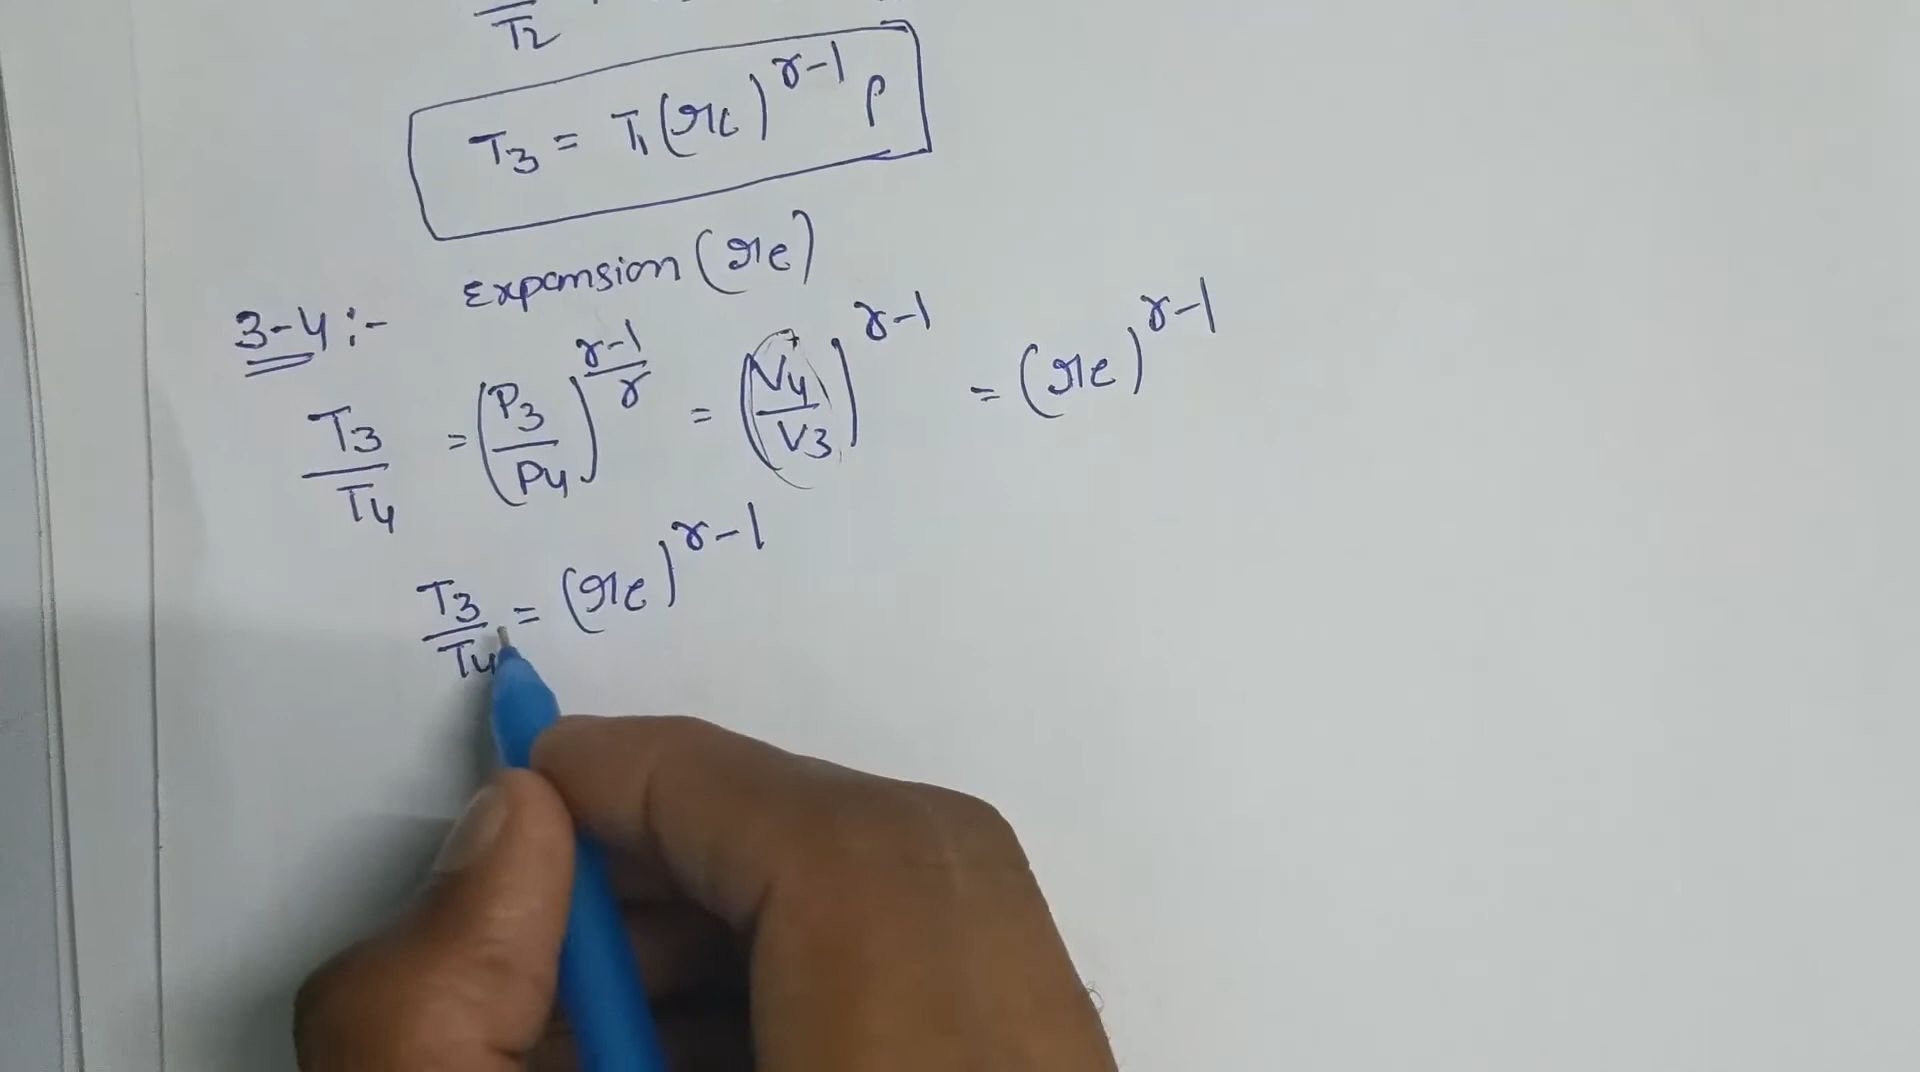 T2
T3 = T1(rc)^γ-1 ρ
Expansion (re)
3-4 :-
T3/T4 = (P3/P4)^γ-1/γ = (V4/V3)^γ-1 = (re)^γ-1
T3/T4 = (re)^γ-1